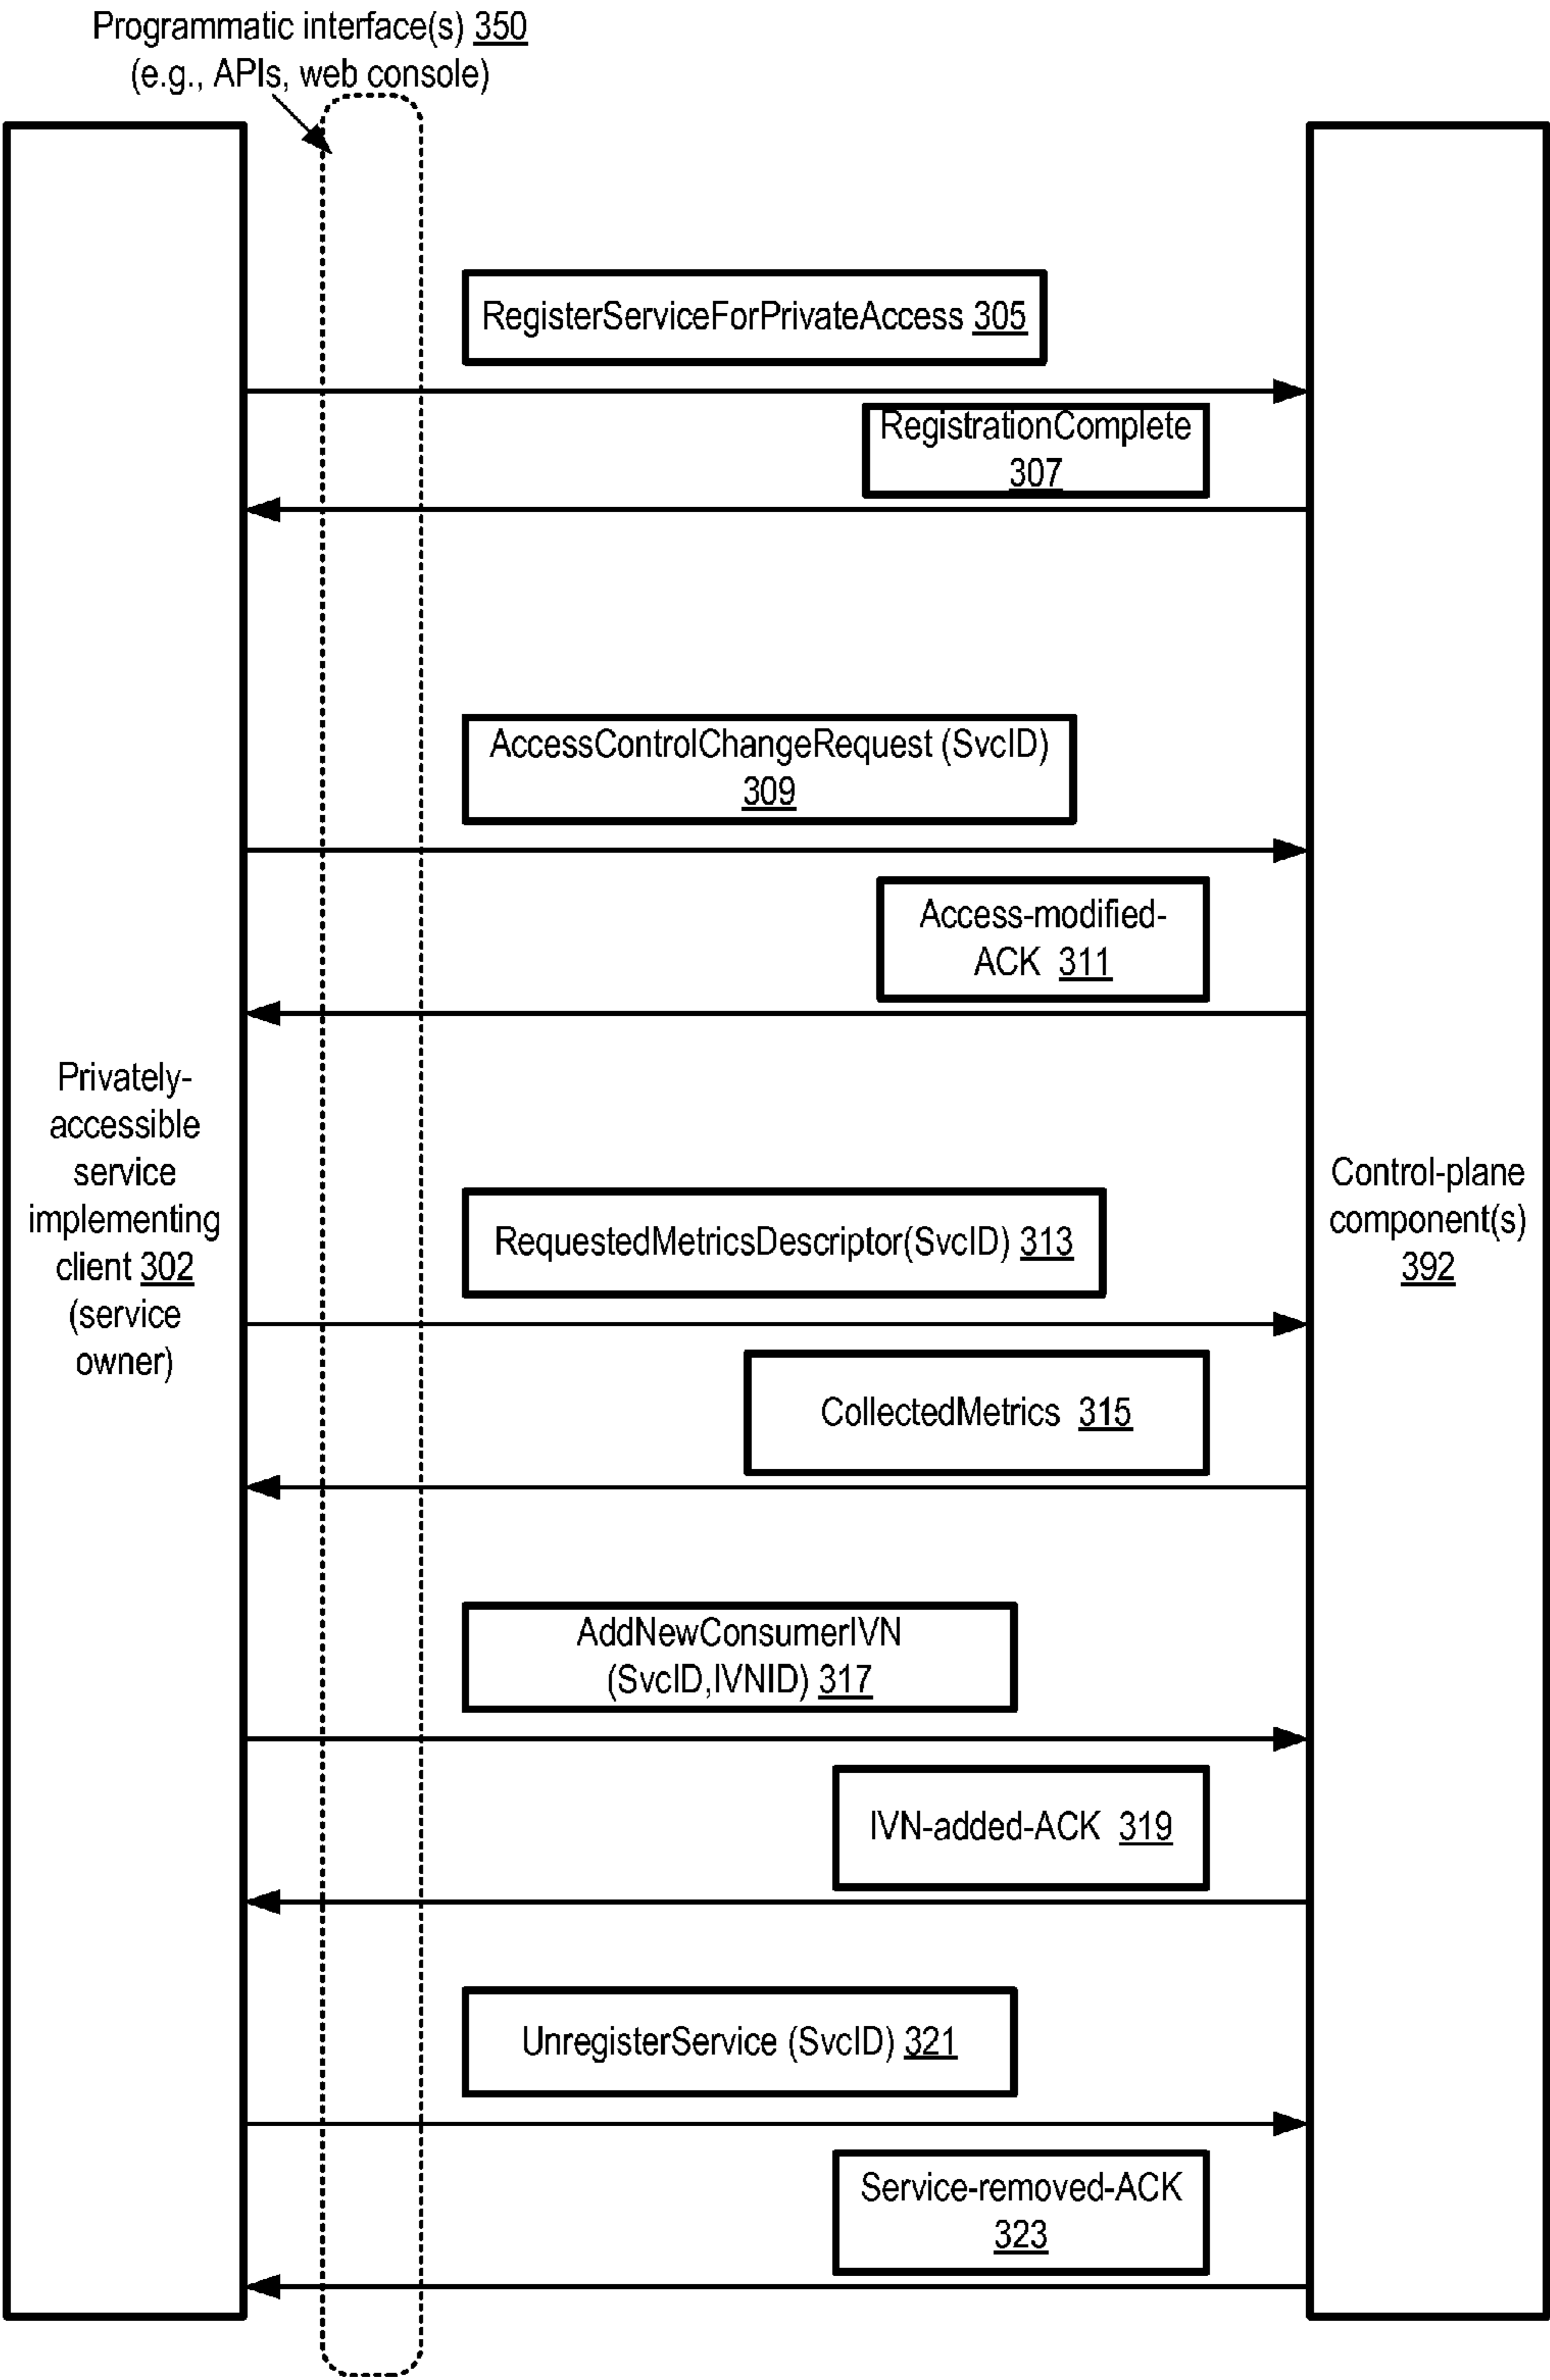 Programmatic interface(s) 350
(e.g., APIs, web console)
RegisterServiceForPrivateAccess 305
RegistrationComplete
307
AccessControlChangeRequest (SvcID)
309
Access-modified-
ACK 311
Privately-
accessible
service
implementing
client 302
(service
owner)
Control-plane
component(s)
392
RequestedMetricsDescriptor(SvcID) 313
CollectedMetrics 315
AddNewConsumerIVN
(SvcID,IVNID) 317
IVN-added-ACK 319
UnregisterService (SvcID) 321
Service-removed-ACK
323